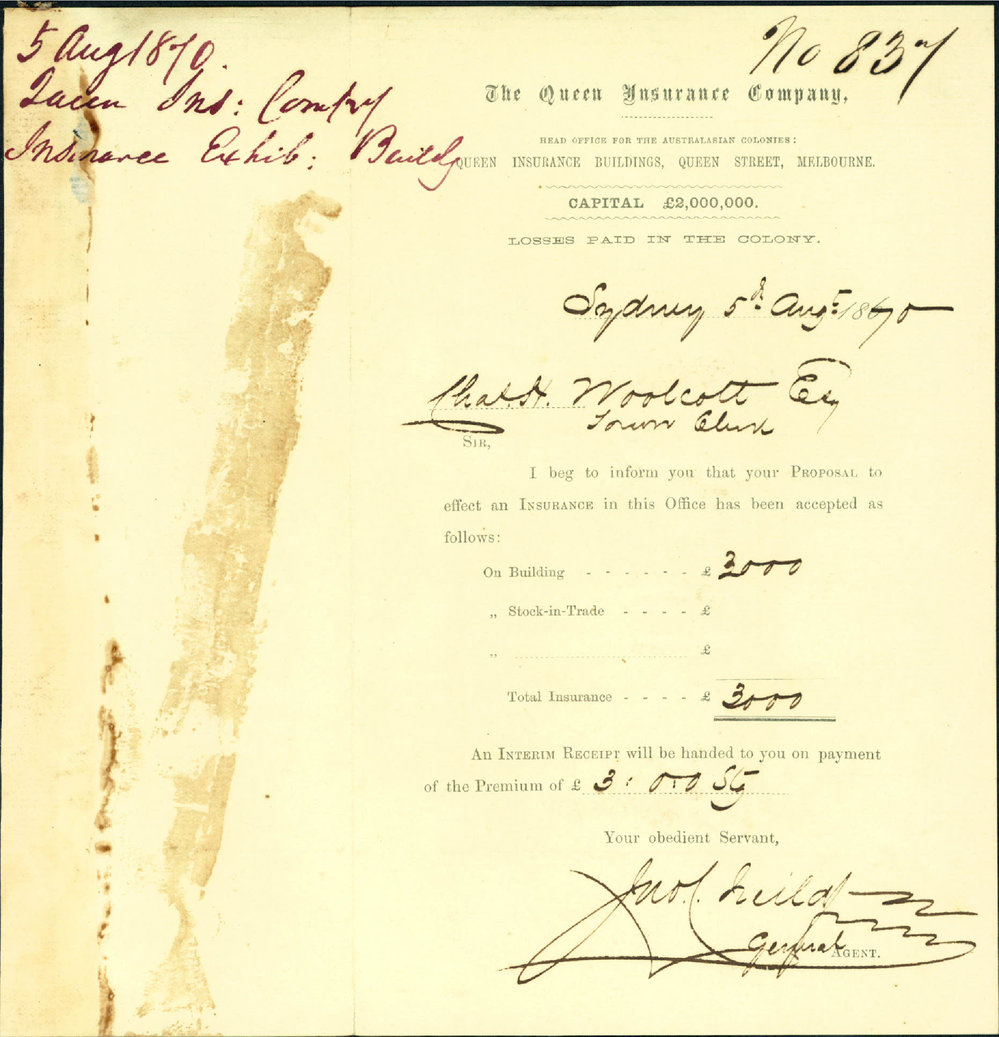 5 Aug 1870.
Queen Ins: Compy
Insurance Exhib: Buildg
No 837
The Queen Insurance Company,
HEAD OFFICE FOR THE AUSTRALASIAN COLONIES:
QUEEN INSURANCE BUILDINGS, QUEEN STREET, MELBOURNE.
CAPITAL £2,000,000.
LOSSES PAID IN THE COLONY.
Sydney 5th Augt 1870
Chas. H. Woolcott Esq
Town Clerk
SIR,
I beg to inform you that your PROPOSAL to
effect an INSURANCE in this Office has been accepted as
follows:
On Building - - - - - - £ 3000
„ Stock-in-Trade - - - - £
„ £
Total Insurance - - - - £ 3000
An INTERIM RECEIPT will be handed to you on payment
of the Premium of £ 3:0:0 Stg
Your obedient Servant,
Jno. C. Neild
General AGENT.